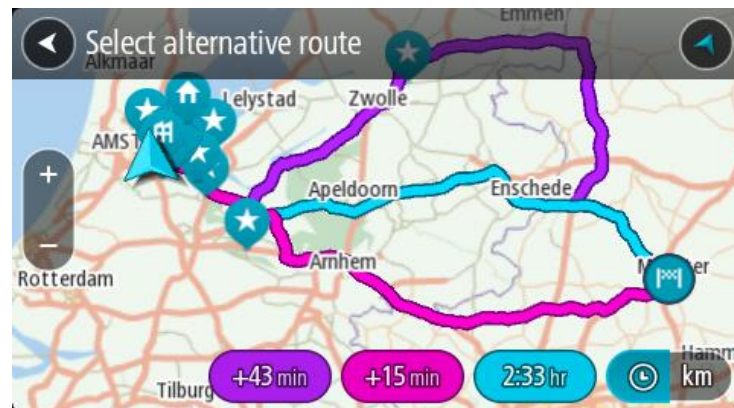 Emmen
Select alternative route
Alkmaar
Lelystad
Zwolle
+
Apeldoorn
Enschede
−
Arnhem
Rotterdam
Hamm
+43 min
+15 min
2:33 hr
km
Tilburg